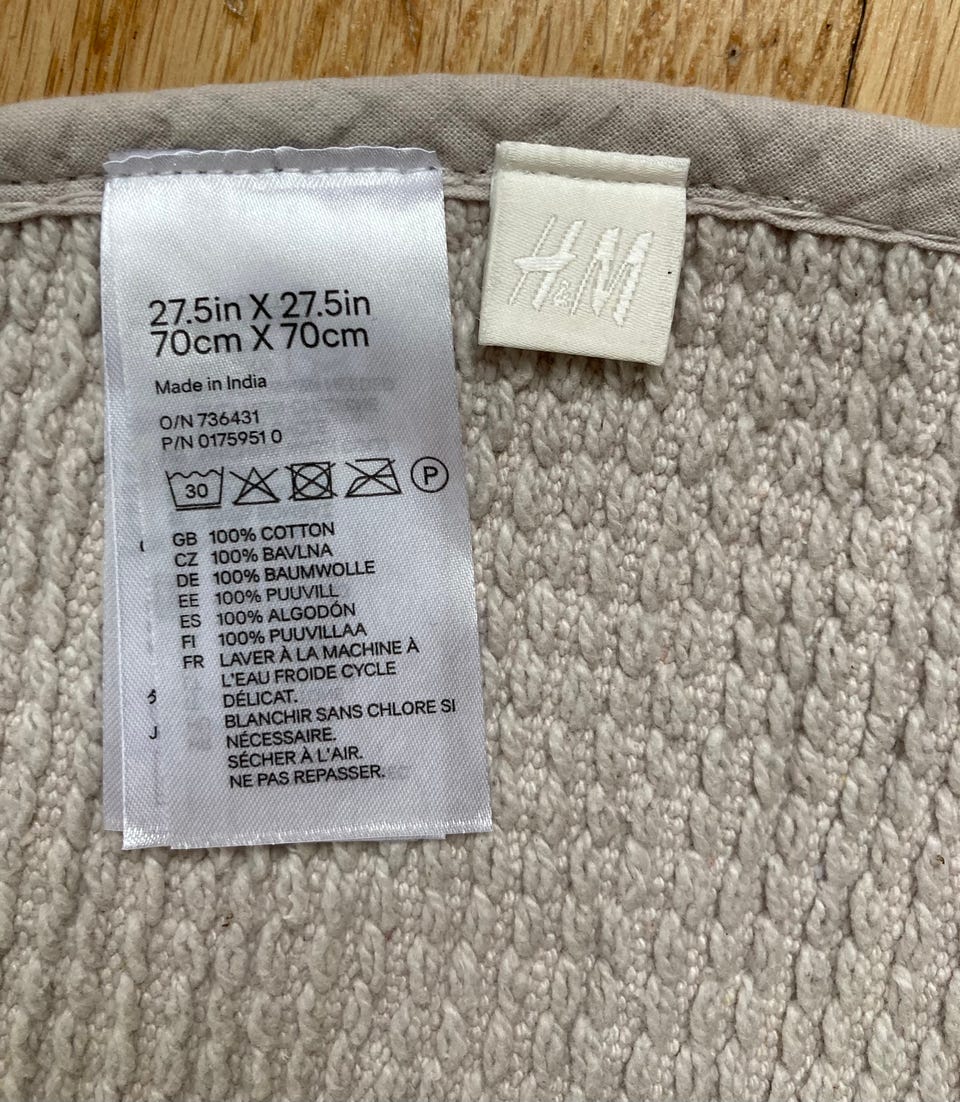 27.5in X 27.5in
70cm X 70cm
Made in India
O/N 736431
P/N 0175951 0
30 P
GB 100% COTTON
CZ 100% BAVLNA
DE 100% BAUMWOLLE
EE 100% PUUVILL
ES 100% ALGODÓN
FI 100% PUUVILLAA
FR LAVER À LA MACHINE À
L'EAU FROIDE CYCLE
DÉLICAT.
BLANCHIR SANS CHLORE SI
NÉCESSAIRE.
SÉCHER À L'AIR.
NE PAS REPASSER.
H&M